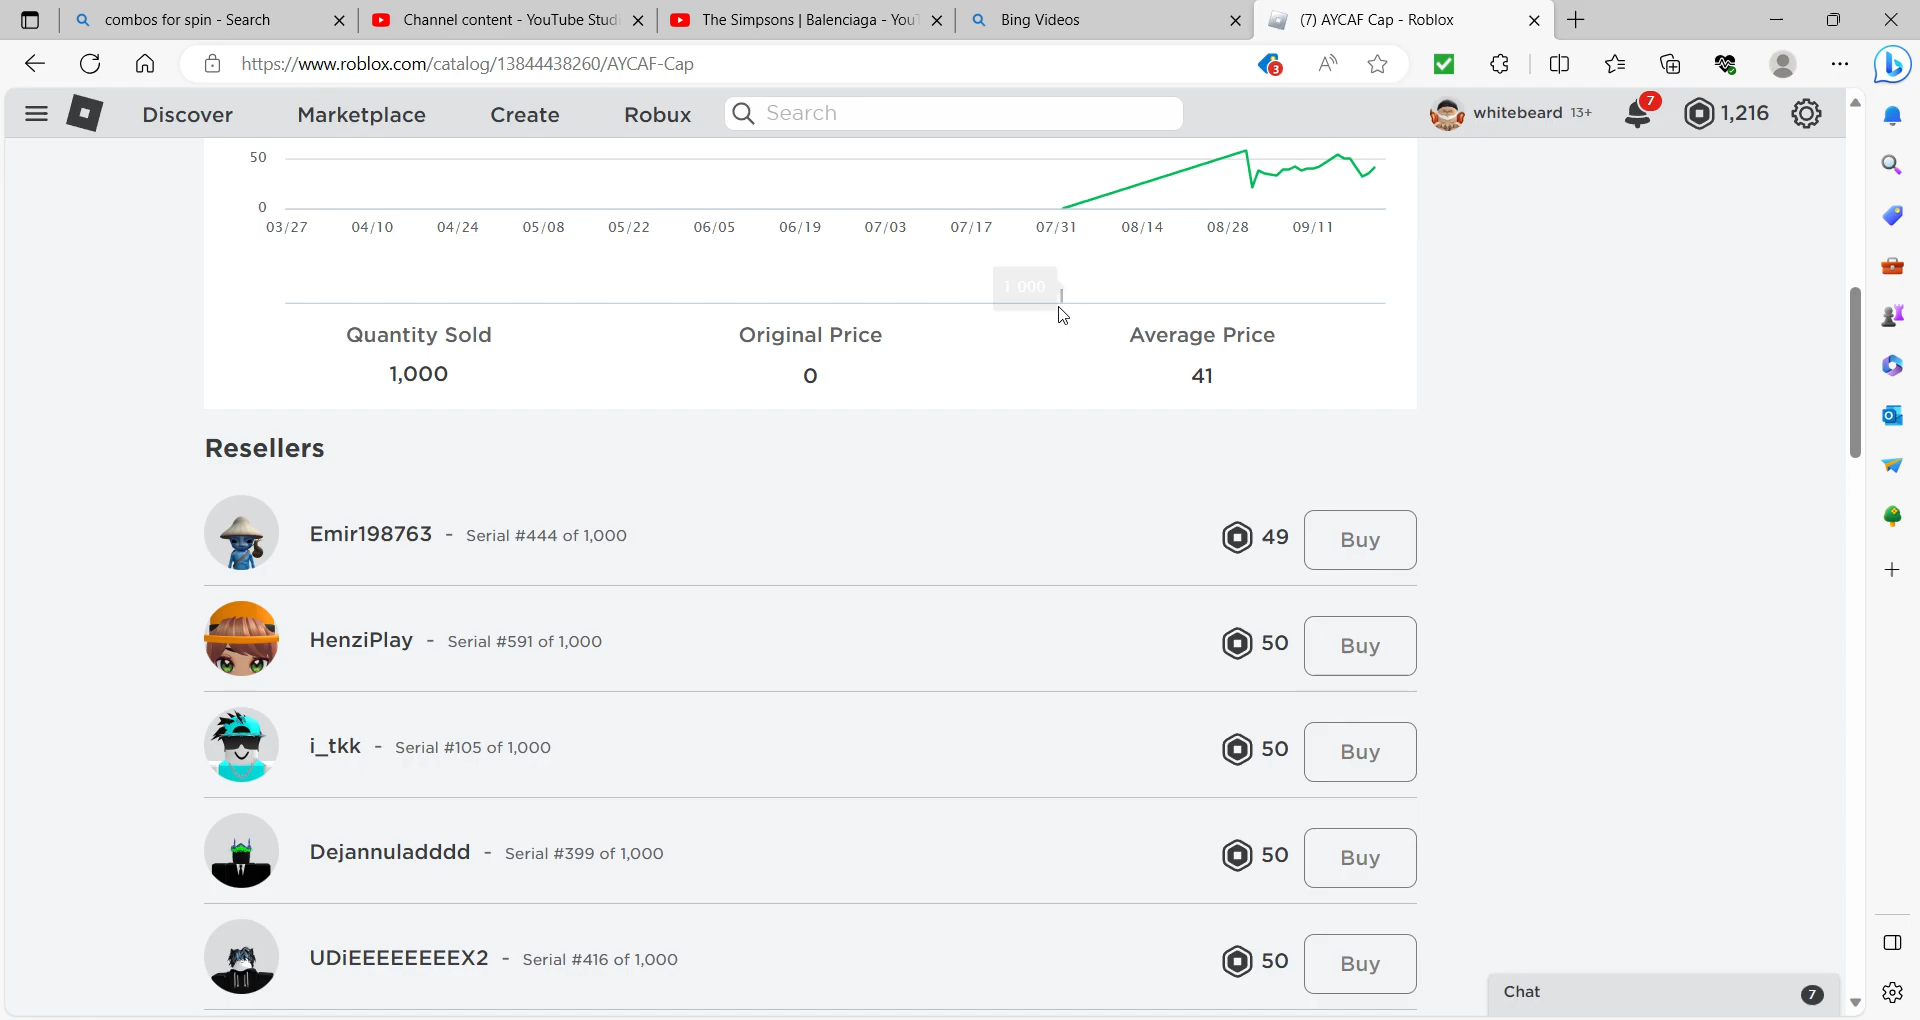 combos for spin - Search
Channel content - YouTube Studi
The Simpsons | Balenciaga - YouT
Bing Videos
(7) AYCAF Cap - Roblox
https://www.roblox.com/catalog/13844438260/AYCAF-Cap
3
Discover
Marketplace
Create
Robux
Search
whitebeard 13+
7
1,216
50
0
03/27 04/10 04/24 05/08 05/22 06/05 06/19 07/03 07/17 07/31 08/14 08/28 09/11
1 000
Quantity Sold
Original Price
Average Price
1,000
0
41
Resellers
Emir198763 - Serial #444 of 1,000
49
Buy
HenziPlay - Serial #591 of 1,000
50
Buy
i_tkk - Serial #105 of 1,000
50
Buy
Dejannuladddd - Serial #399 of 1,000
50
Buy
UDiEEEEEEEEX2 - Serial #416 of 1,000
50
Buy
Chat
7